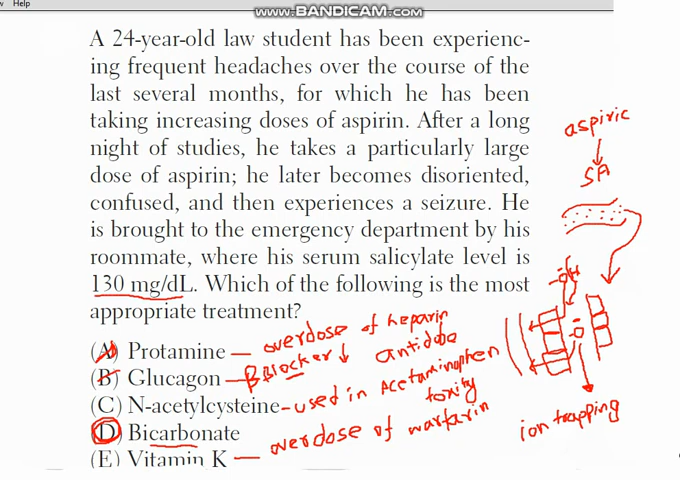 Help
www.BANDICAM.com
A 24-year-old law student has been experienc-
ing frequent headaches over the course of the
last several months, for which he has been
taking increasing doses of aspirin. After a long
night of studies, he takes a particularly large
dose of aspirin; he later becomes disoriented,
confused, and then experiences a seizure. He
is brought to the emergency department by his
roommate, where his serum salicylate level is
130 mg/dL. Which of the following is the most
appropriate treatment?
(A) Protamine — overdose of heparin
(B) Glucagon — β Blocker ↓ antidote
(C) N-acetylcysteine - used in Acetaminophen toxity
(D) Bicarbonate
(E) Vitamin K — overdose of warfarin
aspiric
SA
ion trapping